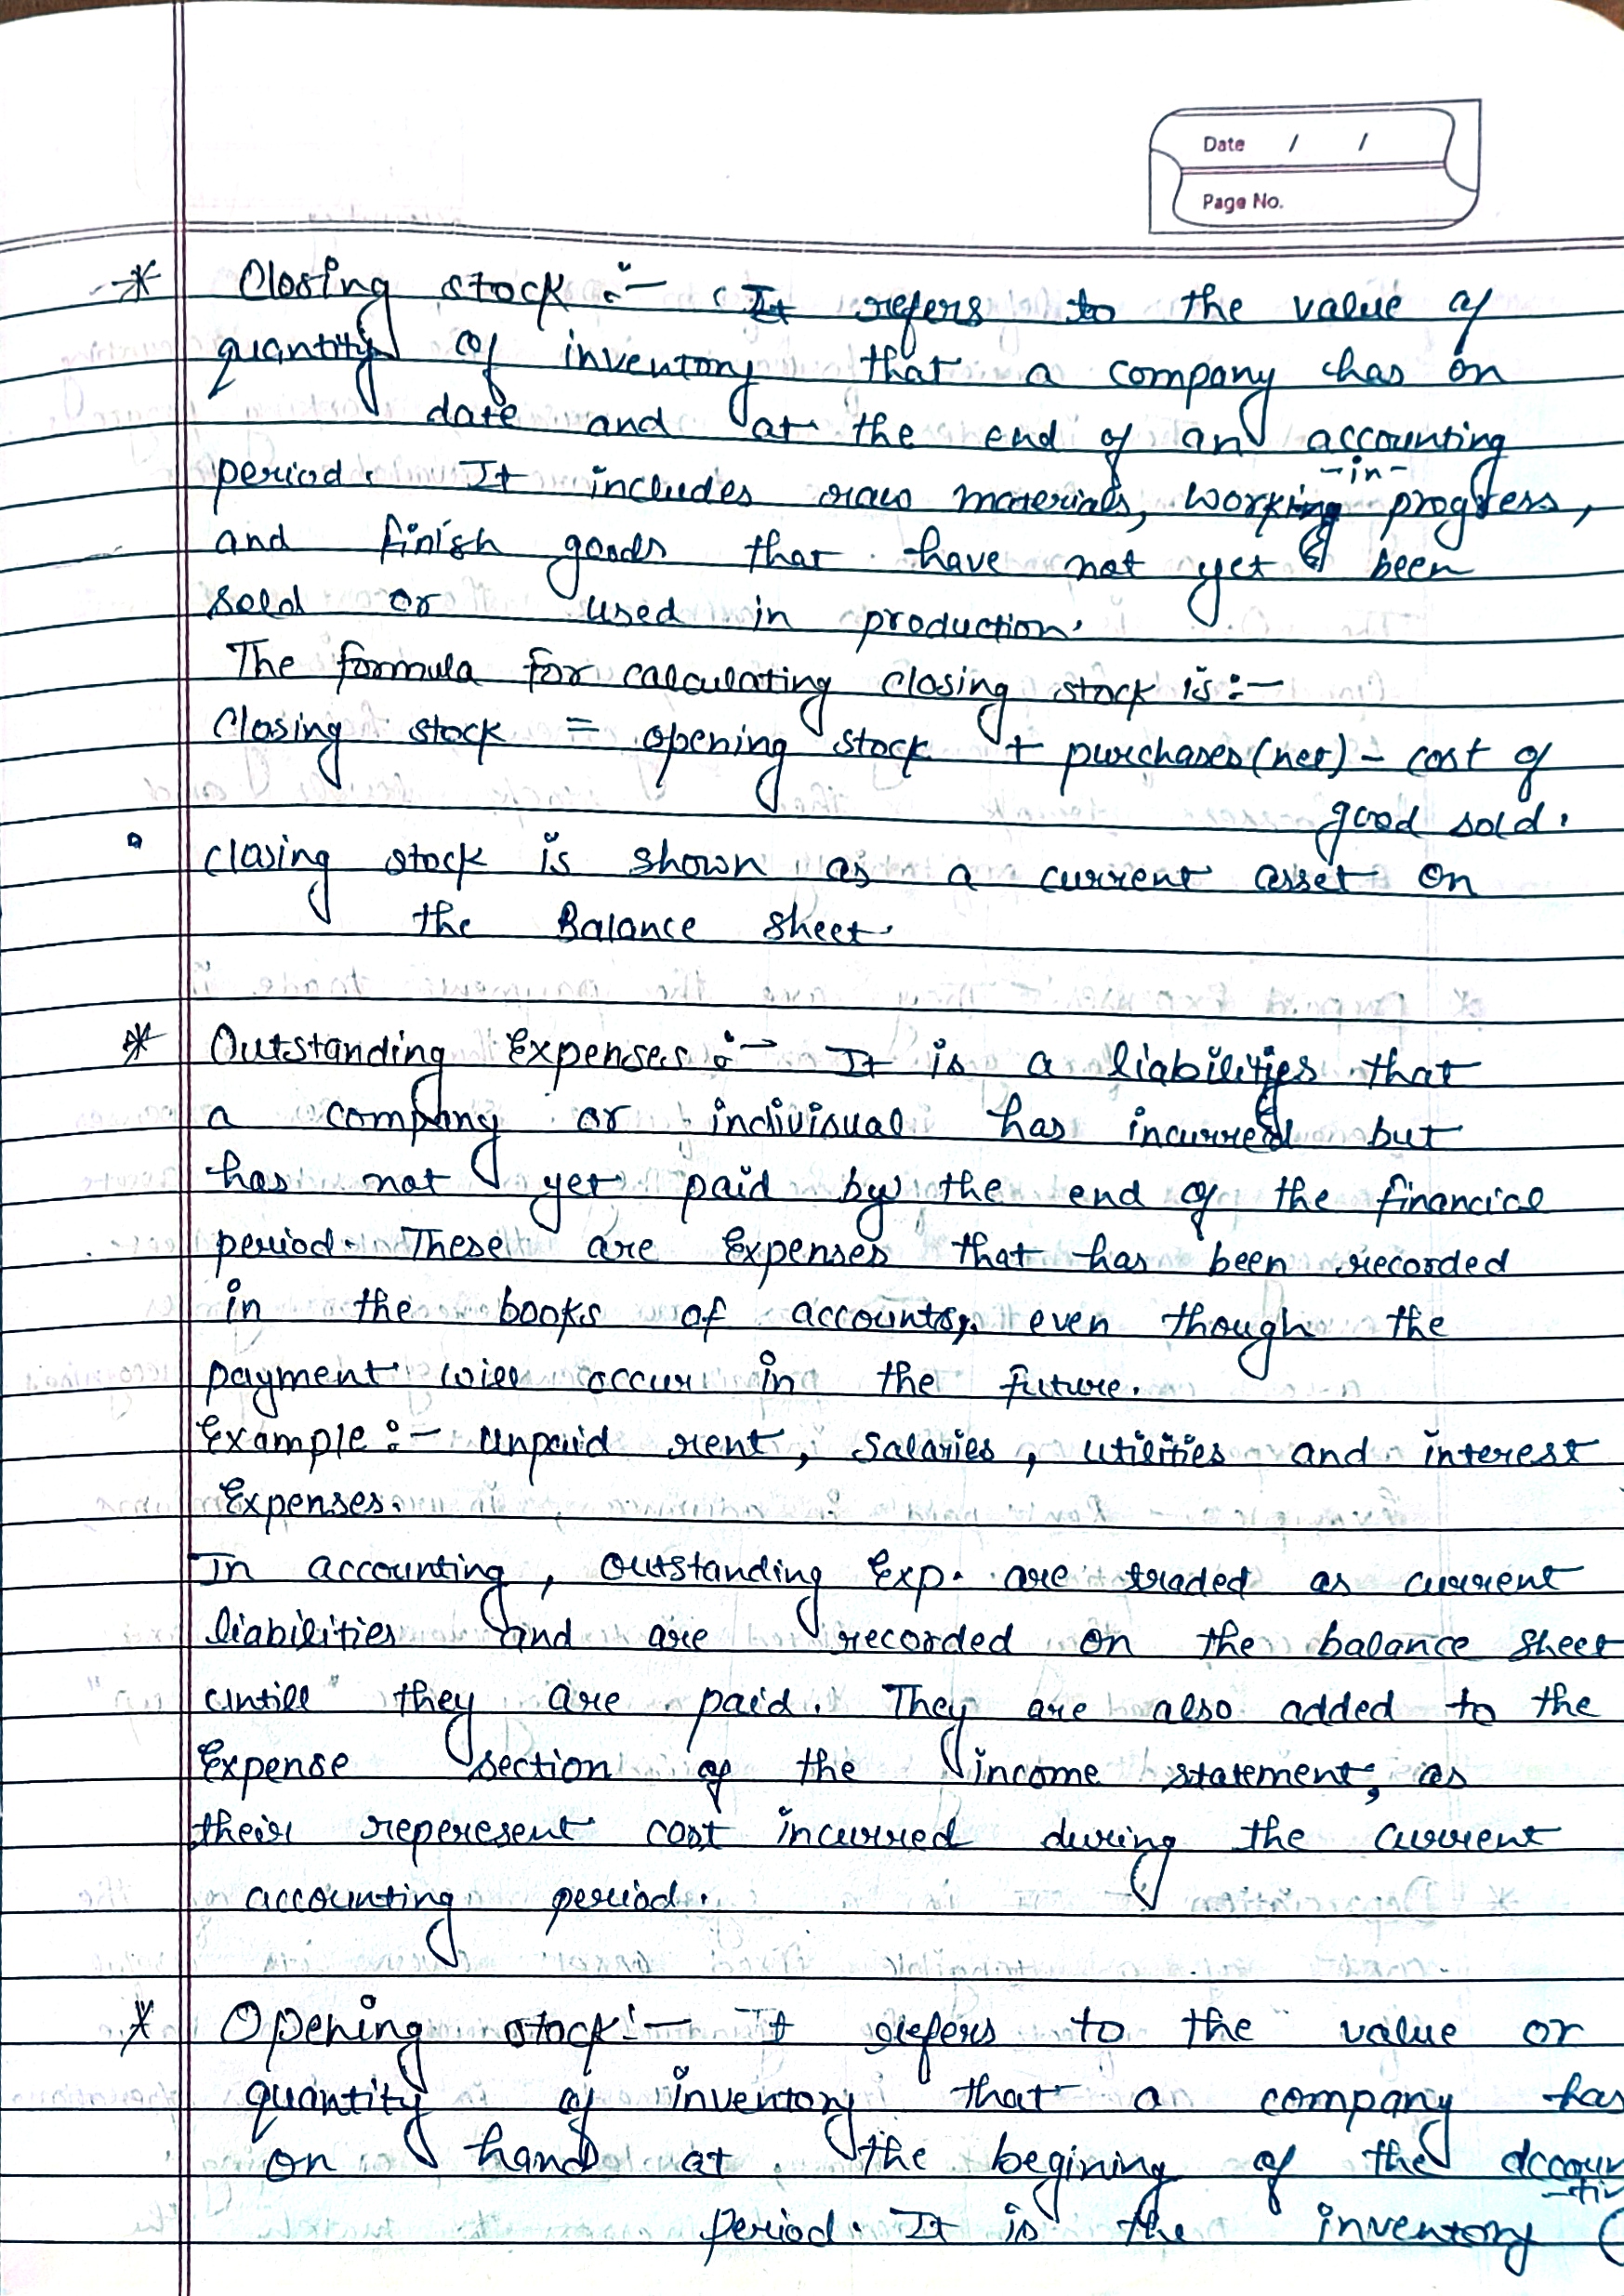 Date / /
Page No.
* Closing stock :- It refers to the value of
quantity of inventory that a company has on
date and at the end of an accounting
period. It includes raw materials, working -in- progress,
and finish goods that have not yet been
sold or used in production.
The formula for calculating closing stock is :-
Closing stock = opening stock + purchases (net) - cost of
good sold.
• closing stock is shown as a current asset on
the Balance sheet.
* Outstanding Expenses :- It is a liabilities that
a company or indivisual has incurred but
has not yet paid by the end of the financial
period. These are Expenses that has been recorded
in the books of accounts, even though the
payment will occur in the future.
Example :- unpaid rent, salaries, utilities and interest
Expenses.
In accounting, outstanding Exp. are traded as current
liabilities and are recorded on the balance sheet
untill they are paid. They are also added to the
Expense section of the income statement, as
their reperesent cost incurred during the current
accounting period.
* Opening stock :- It refers to the value or
quantity of inventory that a company has
on hand at the begining of the accoun
-tin
period. It is the inventory